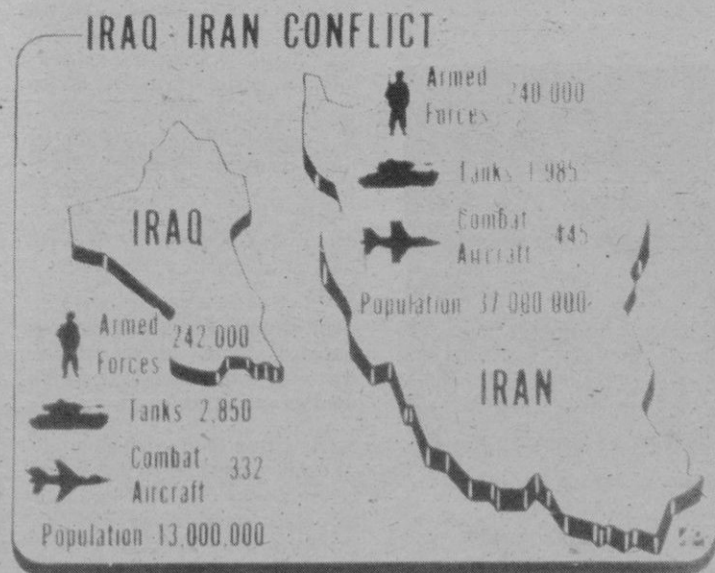 IRAQ-IRAN CONFLICT
Armed
Forces
240,000
Tanks 1,985
Combat
Aircraft
445
Population 37,000,000
IRAN
IRAQ
Armed
Forces
242,000
Tanks 2,850
Combat
Aircraft
332
Population 13,000,000